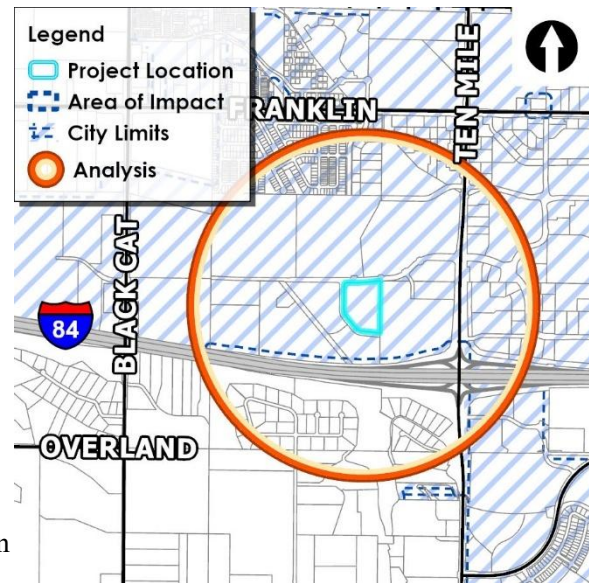 Legend
Project Location
Area of Impact
City Limits
Analysis
FRANKLIN
TEN MILE
BLACK CAT
84
OVERLAND